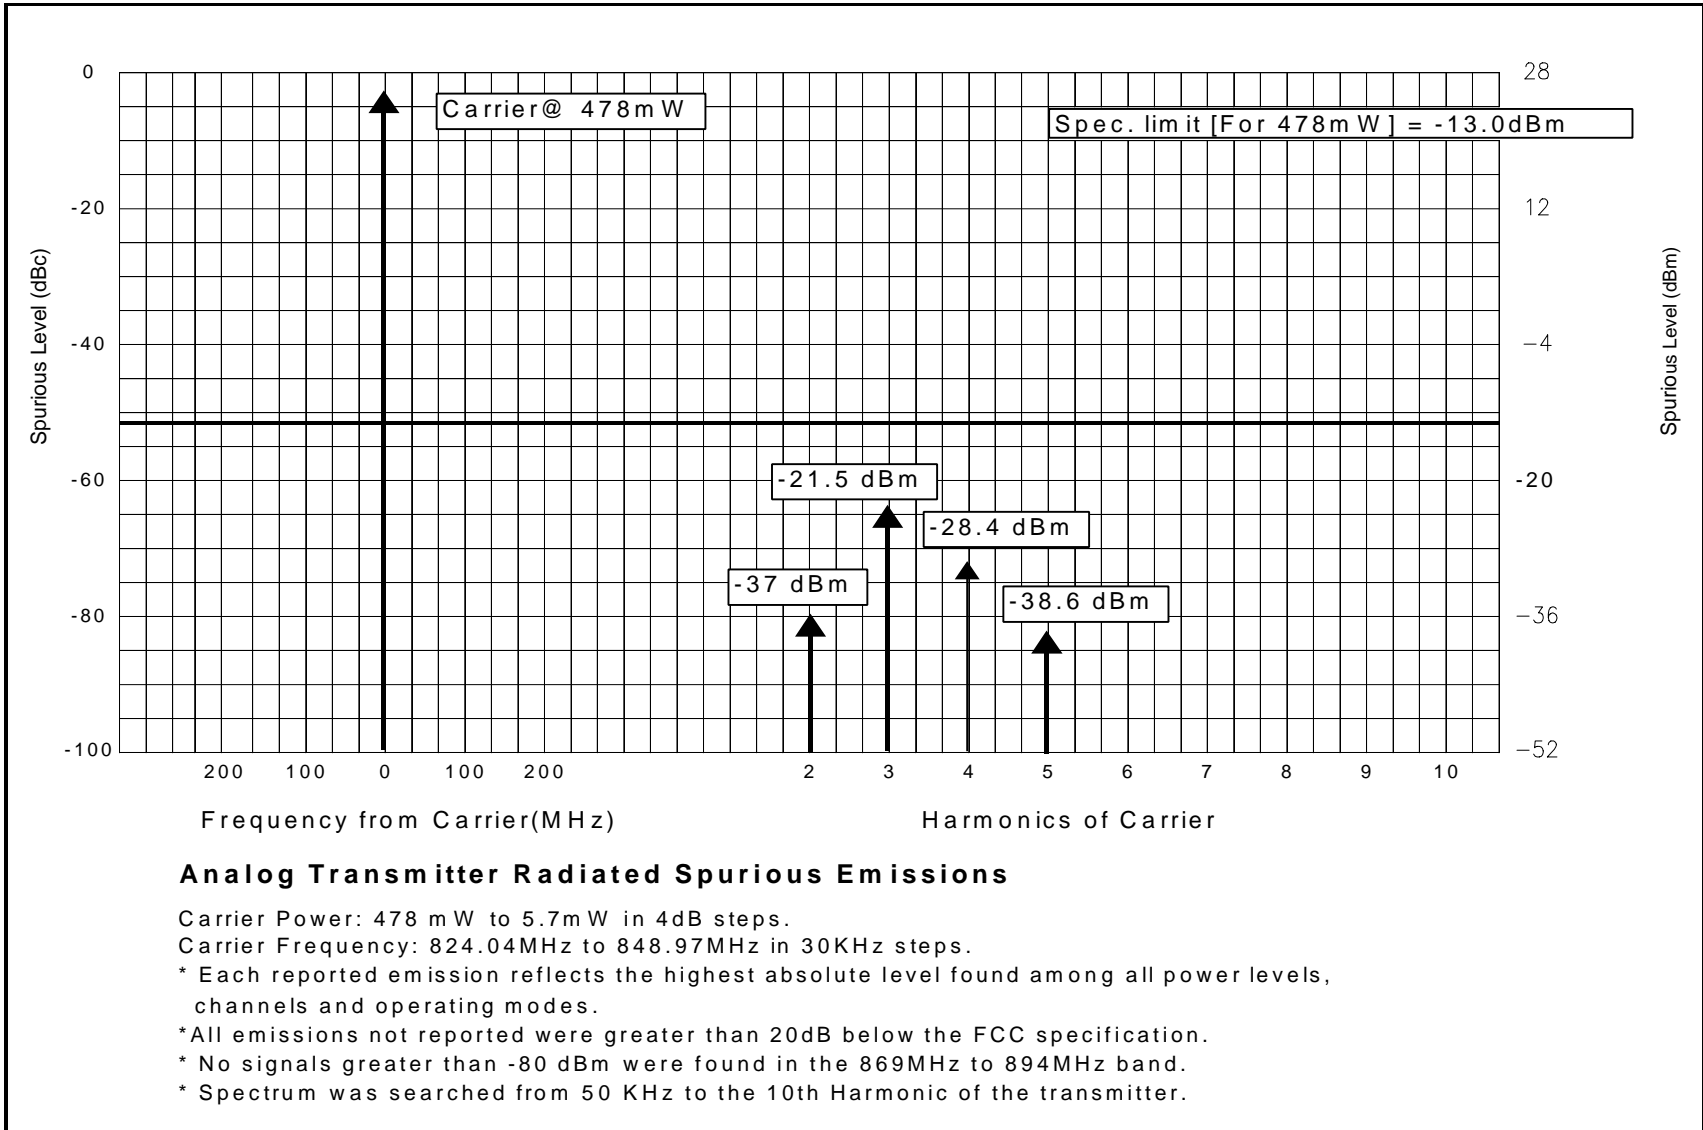 0
28
Carrier@ 478mW
Spec. limit [For 478mW] = -13.0dBm
-20
12
Spurious Level (dBc)
Spurious Level (dBm)
-40
-4
-21.5 dBm
-60
-20
-28.4 dBm
-37 dBm
-38.6 dBm
-80
-36
-100
-52
200 100 0 100 200 2 3 4 5 6 7 8 9 10
Frequency from Carrier(MHz) Harmonics of Carrier
Analog Transmitter Radiated Spurious Emissions
Carrier Power: 478 mW to 5.7mW in 4dB steps.
Carrier Frequency: 824.04MHz to 848.97MHz in 30KHz steps.
* Each reported emission reflects the highest absolute level found among all power levels,
channels and operating modes.
*All emissions not reported were greater than 20dB below the FCC specification.
* No signals greater than -80 dBm were found in the 869MHz to 894MHz band.
* Spectrum was searched from 50 KHz to the 10th Harmonic of the transmitter.